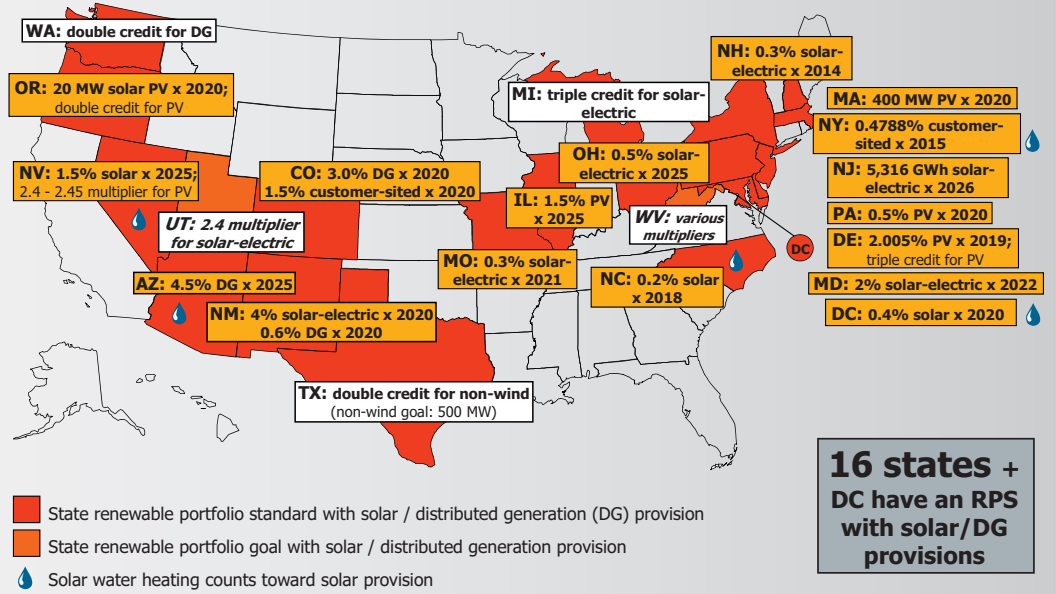 WA: double credit for DG
OR: 20 MW solar PV x 2020;
double credit for PV
NV: 1.5% solar x 2025;
2.4 - 2.45 multiplier for PV
UT: 2.4 multiplier
for solar-electric
AZ: 4.5% DG x 2025
CO: 3.0% DG x 2020
1.5% customer-sited x 2020
NM: 4% solar-electric x 2020
0.6% DG x 2020
TX: double credit for non-wind
(non-wind goal: 500 MW)
MI: triple credit for solar-
electric
OH: 0.5% solar-
electric x 2025
IL: 1.5% PV
x 2025
WV: various
multipliers
MO: 0.3% solar-
electric x 2021
NC: 0.2% solar
x 2018
DC
NH: 0.3% solar-
electric x 2014
MA: 400 MW PV x 2020
NY: 0.4788% customer-
sited x 2015
NJ: 5,316 GWh solar-
electric x 2026
PA: 0.5% PV x 2020
DE: 2.005% PV x 2019;
triple credit for PV
MD: 2% solar-electric x 2022
DC: 0.4% solar x 2020
16 states +
DC have an RPS
with solar/DG
provisions
State renewable portfolio standard with solar / distributed generation (DG) provision
State renewable portfolio goal with solar / distributed generation provision
Solar water heating counts toward solar provision